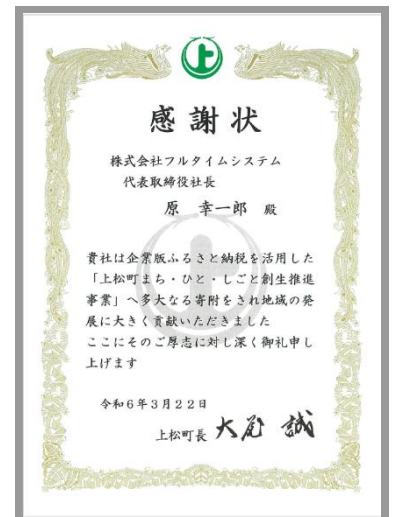 感謝状
株式会社フルタイムシステム
代表取締役社長
原 幸一郎 殿
貴社は企業版ふるさと納税を活用した
「上松町まち・ひと・しごと創生推進
事業」へ多大なる寄附をされ地域の発
展に大きく貢献いただきました
ここにそのご厚志に対し深く御礼申し
上げます
令和6年3月22日
上松町長 大屋 誠